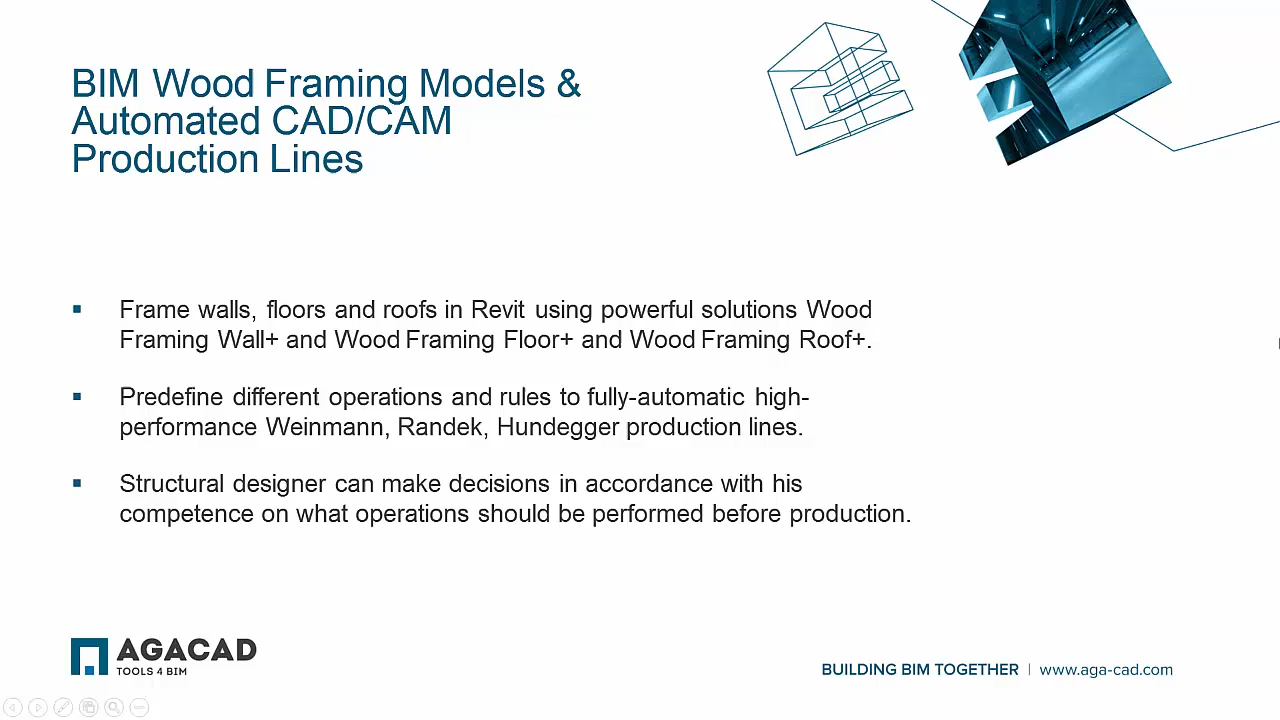 BIM Wood Framing Models &
Automated CAD/CAM
Production Lines
▪ Frame walls, floors and roofs in Revit using powerful solutions Wood
Framing Wall+ and Wood Framing Floor+ and Wood Framing Roof+.
▪ Predefine different operations and rules to fully-automatic high-
performance Weinmann, Randek, Hundegger production lines.
▪ Structural designer can make decisions in accordance with his
competence on what operations should be performed before production.
AGACAD
TOOLS 4 BIM
BUILDING BIM TOGETHER | www.aga-cad.com